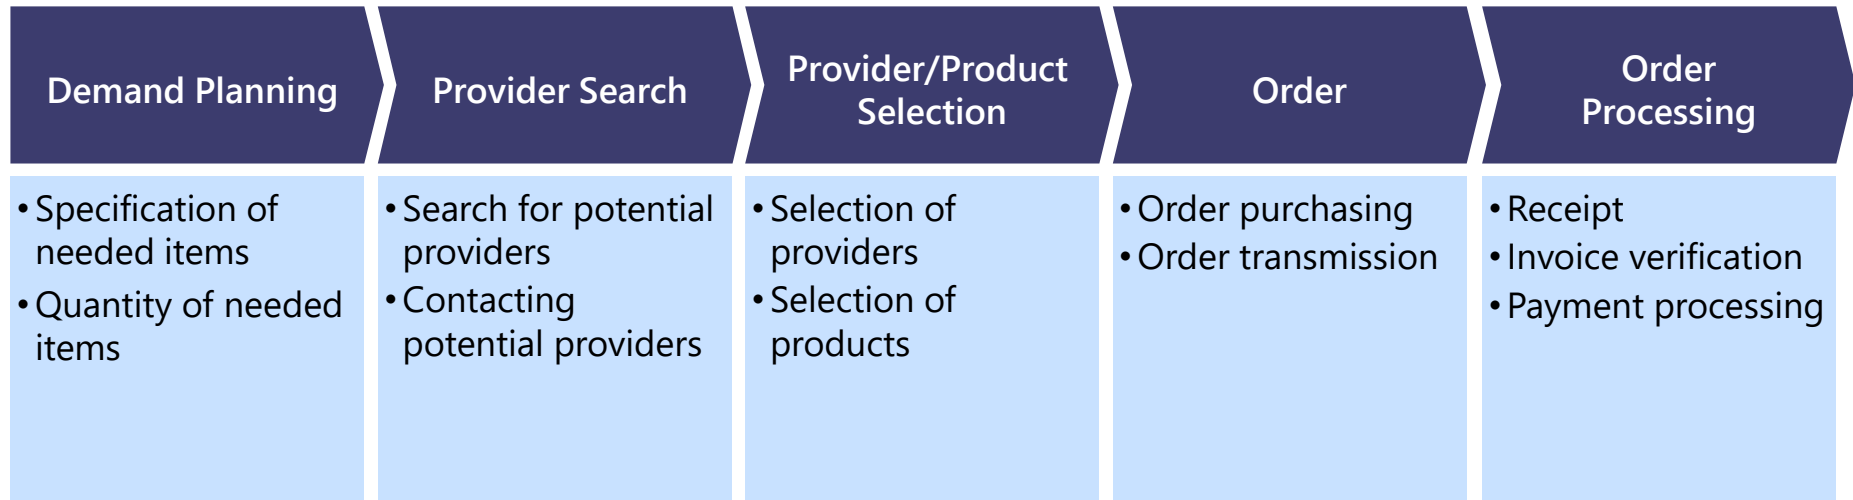 Demand Planning
Provider Search
Provider/Product
Selection
Order
Order
Processing
• Specification of
needed items
• Quantity of needed
items
• Search for potential
providers
• Contacting
potential providers
• Selection of
providers
• Selection of
products
• Order purchasing
• Order transmission
• Receipt
• Invoice verification
• Payment processing